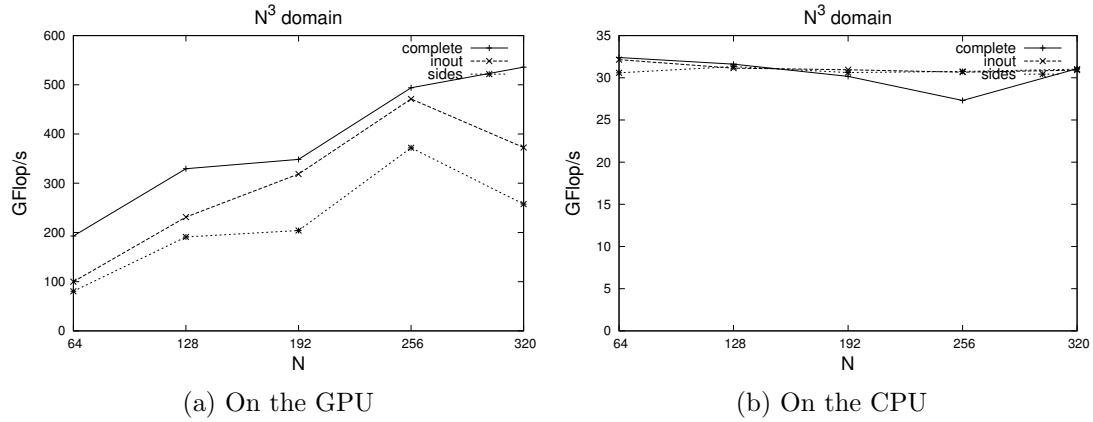 N³ domain
600
500
400
300
200
100
0
64
128
192
256
320
GFlop/s
N
complete
inout
sides
(a) On the GPU
N³ domain
35
30
25
20
15
10
5
0
64
128
192
256
320
GFlop/s
N
complete
inout
sides
(b) On the CPU